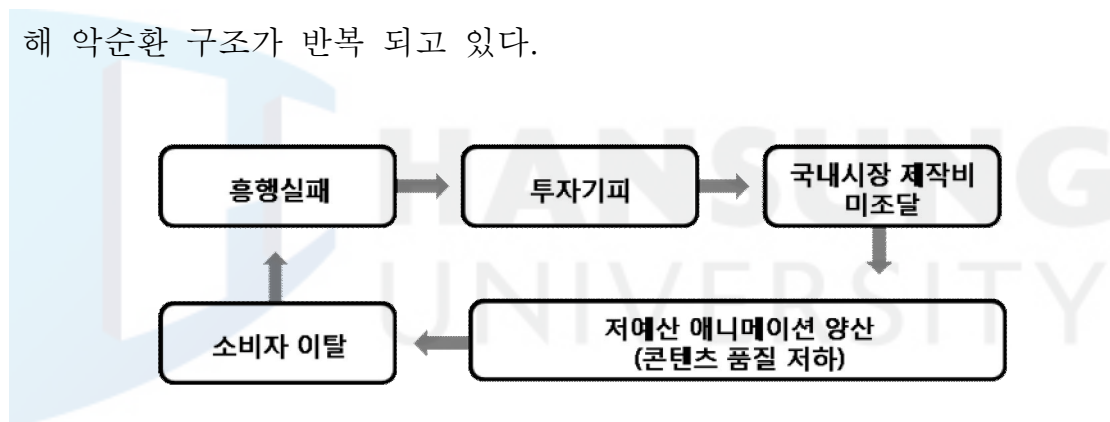 해 악순환 구조가 반복 되고 있다.
흥행실패
투자기피
국내시장 제작비
미조달
저예산 애니메이션 양산
(콘텐츠 품질 저하)
소비자 이탈
HANSUNG
UNIVERSITY